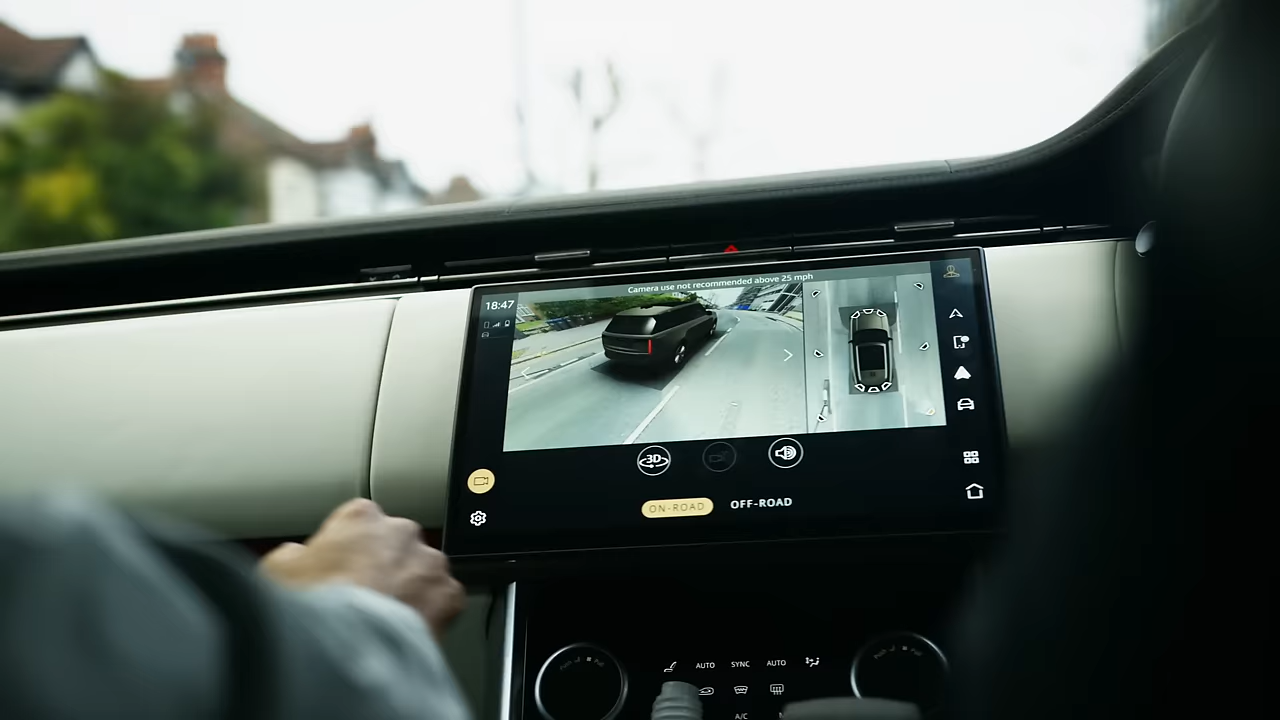 Camera use not recommended above 25 mph
18:47
3D
ON-ROAD OFF-ROAD
AUTO SYNC AUTO
A/C